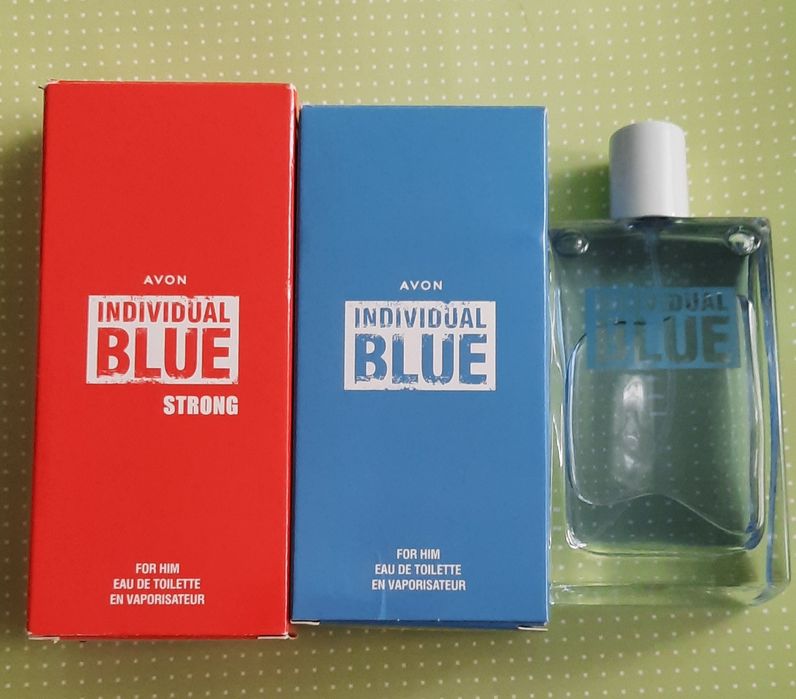 AVON
INDIVIDUAL
BLUE
STRONG
FOR HIM
EAU DE TOILETTE
EN VAPORISATEUR
AVON
INDIVIDUAL
BLUE
FOR HIM
EAU DE TOILETTE
EN VAPORISATEUR
INDIVIDUAL
BLUE